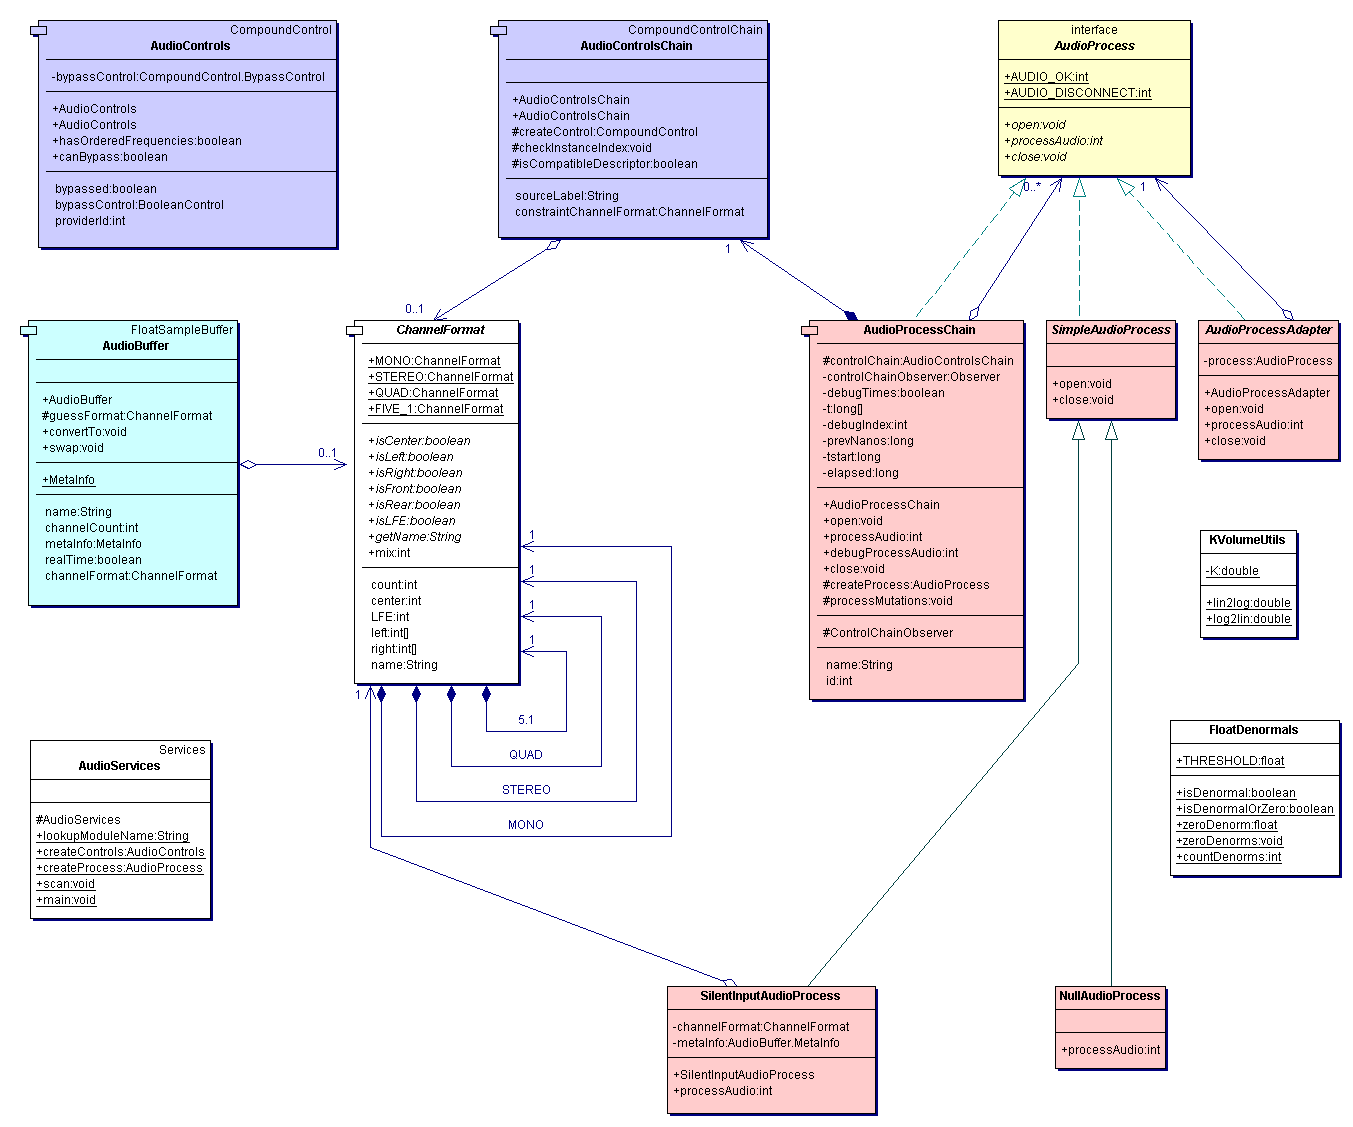 CompoundControl
AudioControls
-bypassControl:CompoundControl.BypassControl
+AudioControls
+AudioControls
+hasOrderedFrequencies:boolean
+canBypass:boolean
bypassed:boolean
bypassControl:BooleanControl
providerId:int
CompoundControlChain
AudioControlsChain
+AudioControlsChain
+AudioControlsChain
#createControl:CompoundControl
#checkInstanceIndex:void
#isCompatibleDescriptor:boolean
sourceLabel:String
constraintChannelFormat:ChannelFormat
interface
AudioProcess
+AUDIO_OK:int
+AUDIO_DISCONNECT:int
+open:void
+processAudio:int
+close:void
0..*
1
1
0..1
FloatSampleBuffer
AudioBuffer
+AudioBuffer
#guessFormat:ChannelFormat
+convertTo:void
+swap:void
+MetaInfo
name:String
channelCount:int
metaInfo:MetaInfo
realTime:boolean
channelFormat:ChannelFormat
0..1
ChannelFormat
+MONO:ChannelFormat
+STEREO:ChannelFormat
+QUAD:ChannelFormat
+FIVE_1:ChannelFormat
+isCenter:boolean
+isLeft:boolean
+isRight:boolean
+isFront:boolean
+isRear:boolean
+isLFE:boolean
+getName:String
+mix:int
count:int
center:int
LFE:int
left:int[]
right:int[]
name:String
1
1
1
1
1
5.1
QUAD
STEREO
MONO
AudioProcessChain
#controlChain:AudioControlsChain
-controlChainObserver:Observer
-debugTimes:boolean
-t:long[]
-debugIndex:int
-prevNanos:long
-tstart:long
-elapsed:long
+AudioProcessChain
+open:void
+processAudio:int
+debugProcessAudio:int
+close:void
#createProcess:AudioProcess
#processMutations:void
#ControlChainObserver
name:String
id:int
SimpleAudioProcess
+open:void
+close:void
AudioProcessAdapter
-process:AudioProcess
+AudioProcessAdapter
+open:void
+processAudio:int
+close:void
KVolumeUtils
-K:double
+lin2log:double
+log2lin:double
FloatDenormals
+THRESHOLD:float
+isDenormal:boolean
+isDenormalOrZero:boolean
+zeroDenorm:float
+zeroDenorms:void
+countDenorms:int
Services
AudioServices
#AudioServices
+lookupModuleName:String
+createControls:AudioControls
+createProcess:AudioProcess
+scan:void
+main:void
SilentInputAudioProcess
-channelFormat:ChannelFormat
-metaInfo:AudioBuffer.MetaInfo
+SilentInputAudioProcess
+processAudio:int
NullAudioProcess
+processAudio:int